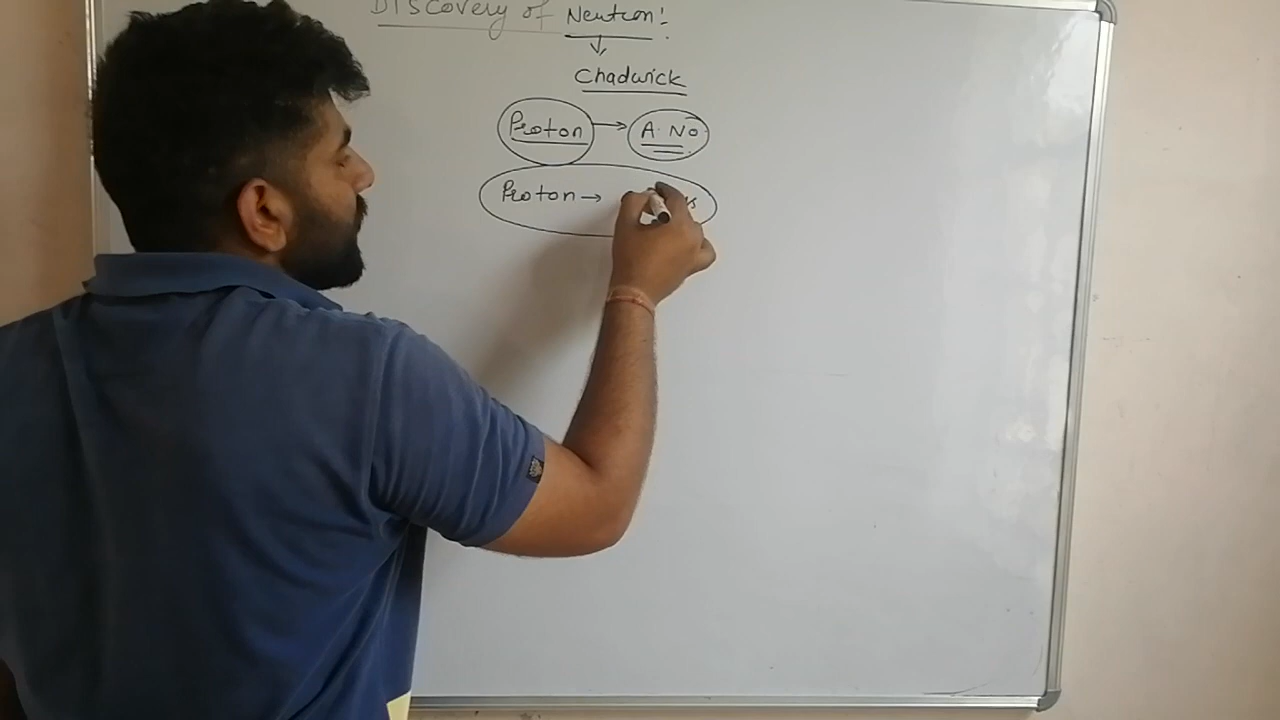 Discovery of Neutron!
Chadwick
Proton → A. No.
Proton →